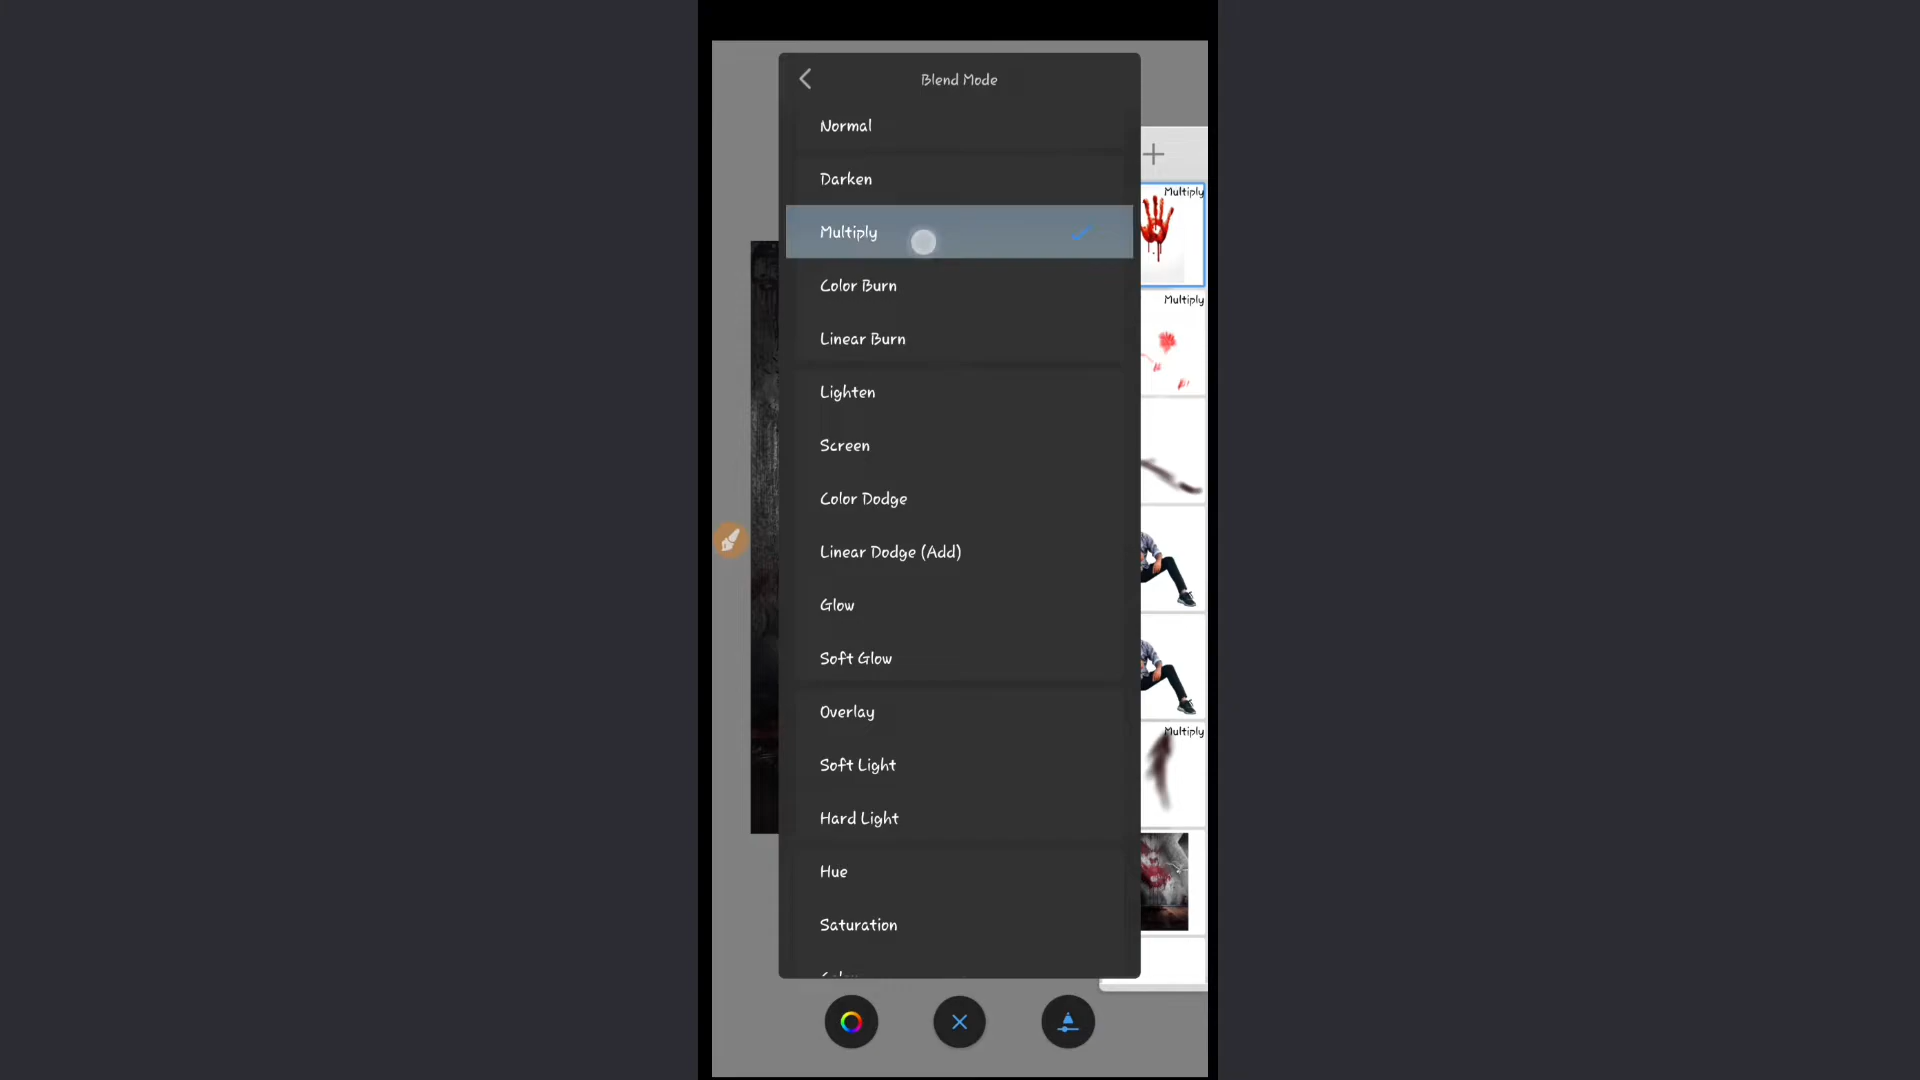 Blend Mode
Normal
Darken
Multiply
Color Burn
Linear Burn
Lighten
Screen
Color Dodge
Linear Dodge (Add)
Glow
Soft Glow
Overlay
Soft Light
Hard Light
Hue
Saturation
Multiply
Multiply
Multiply